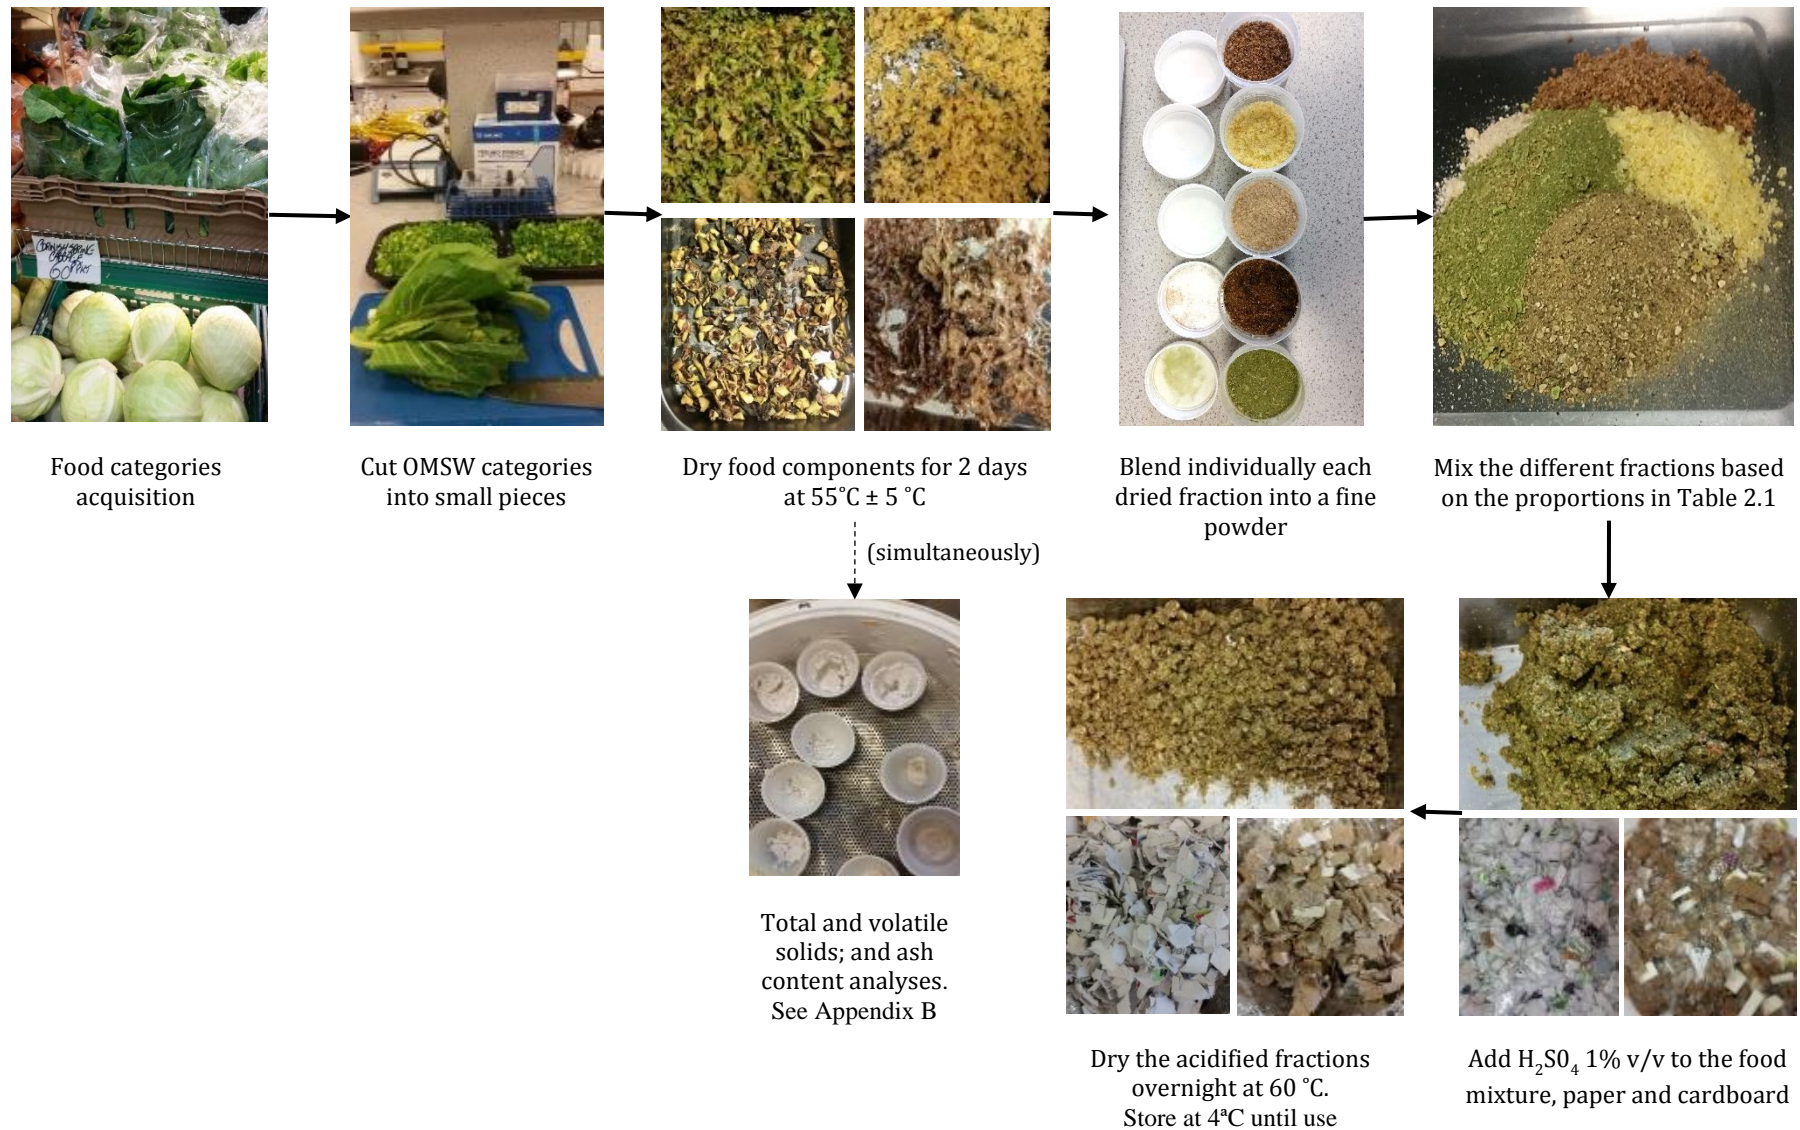 Food categories
acquisition
Cut OMSW categories
into small pieces
Dry food components for 2 days
at 55˚C ± 5 ˚C
Blend individually each
dried fraction into a fine
powder
Mix the different fractions based
on the proportions in Table 2.1
(simultaneously)
Total and volatile
solids; and ash
content analyses.
See Appendix B
Dry the acidified fractions
overnight at 60 ˚C.
Store at 4ªC until use
Add H₂S0₄ 1% v/v to the food
mixture, paper and cardboard